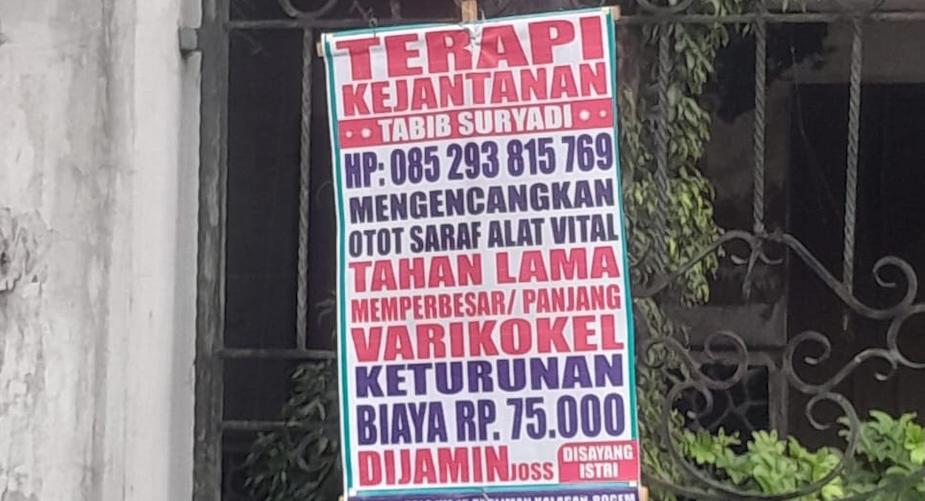 TERAPI
KEJANTANAN
TABIB SURYADI
HP: 085 293 815 769
MENGENCANGKAN
OTOT SARAF ALAT VITAL
TAHAN LAMA
MEMPERBESAR/ PANJANG
VARIKOKEL
KETURUNAN
BIAYA RP. 75.000
DIJAMIN JOSS
DISAYANG
ISTRI